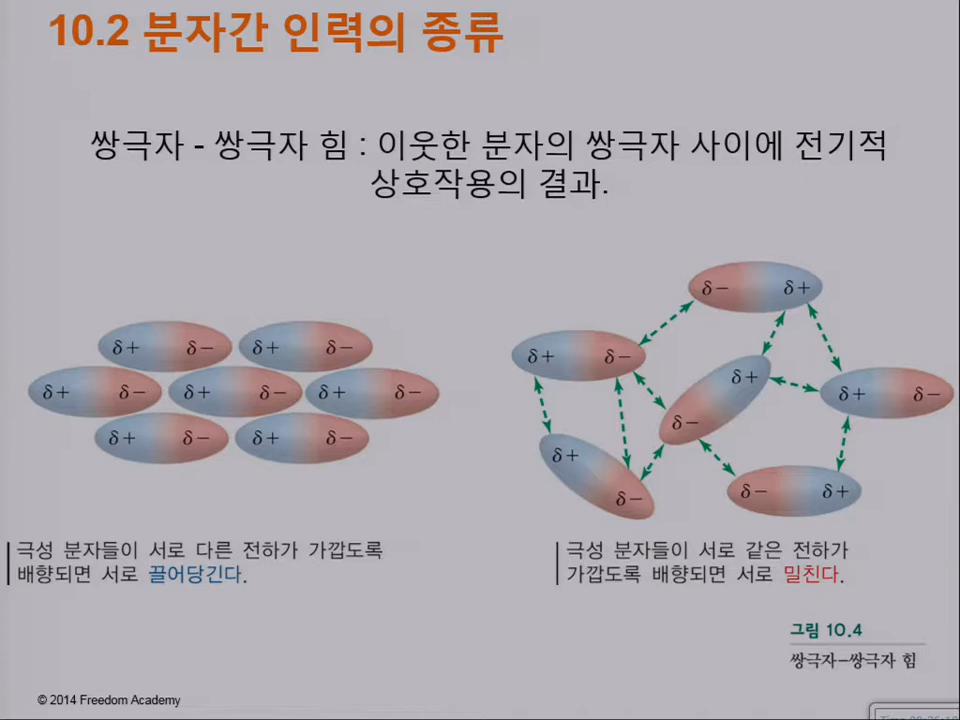 10.2 분자간 인력의 종류
쌍극자 - 쌍극자 힘 : 이웃한 분자의 쌍극자 사이에 전기적
상호작용의 결과.
δ− δ+
δ+ δ− δ+ δ−
δ+ δ− δ+ δ− δ+ δ−
δ+ δ− δ+ δ−
δ+ δ−
δ+
δ−
δ+ δ−
δ+
δ−
δ− δ+
극성 분자들이 서로 다른 전하가 가깝도록
배향되면 서로 끌어당긴다.
극성 분자들이 서로 같은 전하가
가깝도록 배향되면 서로 밀친다.
그림 10.4
쌍극자−쌍극자 힘
© 2014 Freedom Academy